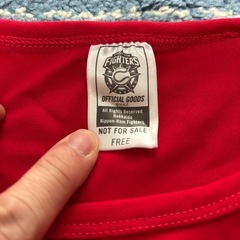 FIGHTERS
OFFICIAL GOODS
All Rights Reserved.
Hokkaido
Nippon-Ham Fighters.
NOT FOR SALE
FREE